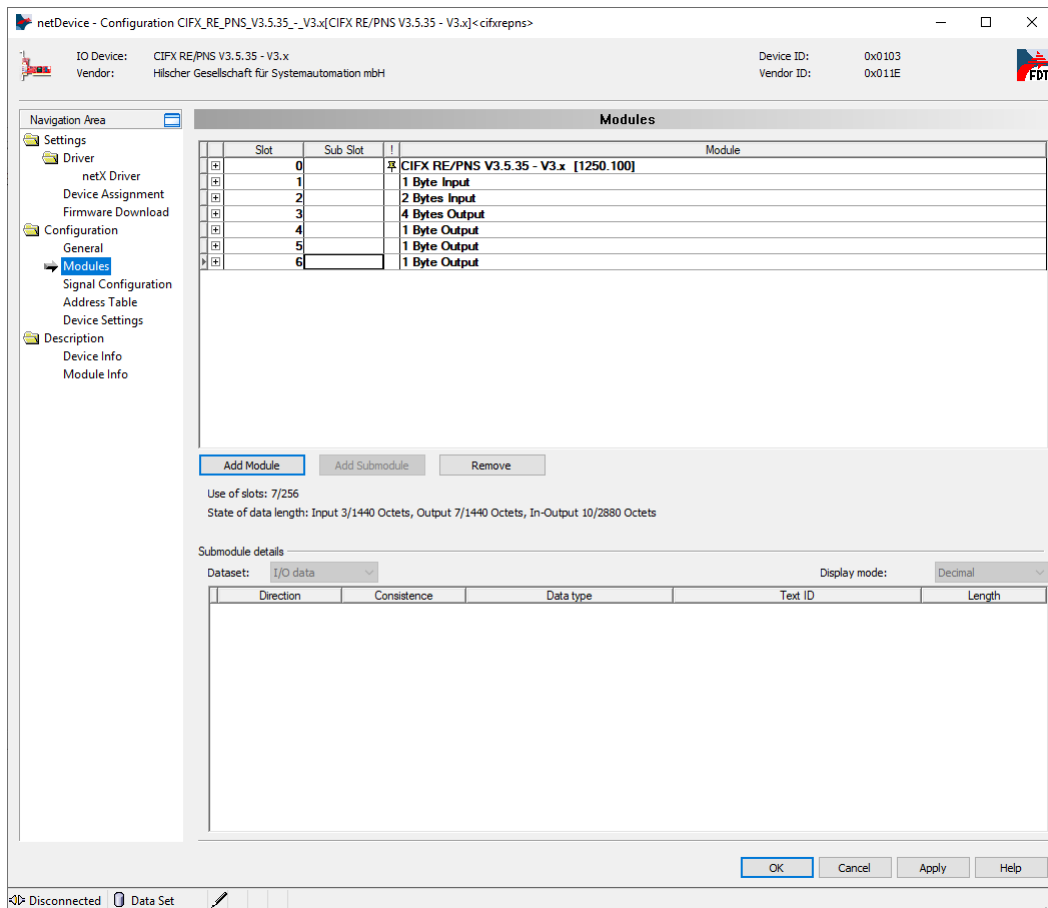 netDevice - Configuration CIFX_RE_PNS_V3.5.35_-_V3.x[CIFX RE/PNS V3.5.35 - V3.x]<cifxrepns>
IO Device: CIFX RE/PNS V3.5.35 - V3.x Device ID: 0x0103
Vendor: Hilscher Gesellschaft für Systemautomation mbH Vendor ID: 0x011E
FDT
Navigation Area
Settings
Driver
netX Driver
Device Assignment
Firmware Download
Configuration
General
Modules
Signal Configuration
Address Table
Device Settings
Description
Device Info
Module Info
Modules
Slot Sub Slot ! Module
0 CIFX RE/PNS V3.5.35 - V3.x [1250.100]
1 1 Byte Input
2 2 Bytes Input
3 4 Bytes Output
4 1 Byte Output
5 1 Byte Output
6 1 Byte Output
Add Module Add Submodule Remove
Use of slots: 7/256
State of data length: Input 3/1440 Octets, Output 7/1440 Octets, In-Output 10/2880 Octets
Submodule details
Dataset: I/O data Display mode: Decimal
Direction Consistence Data type Text ID Length
OK Cancel Apply Help
Disconnected Data Set